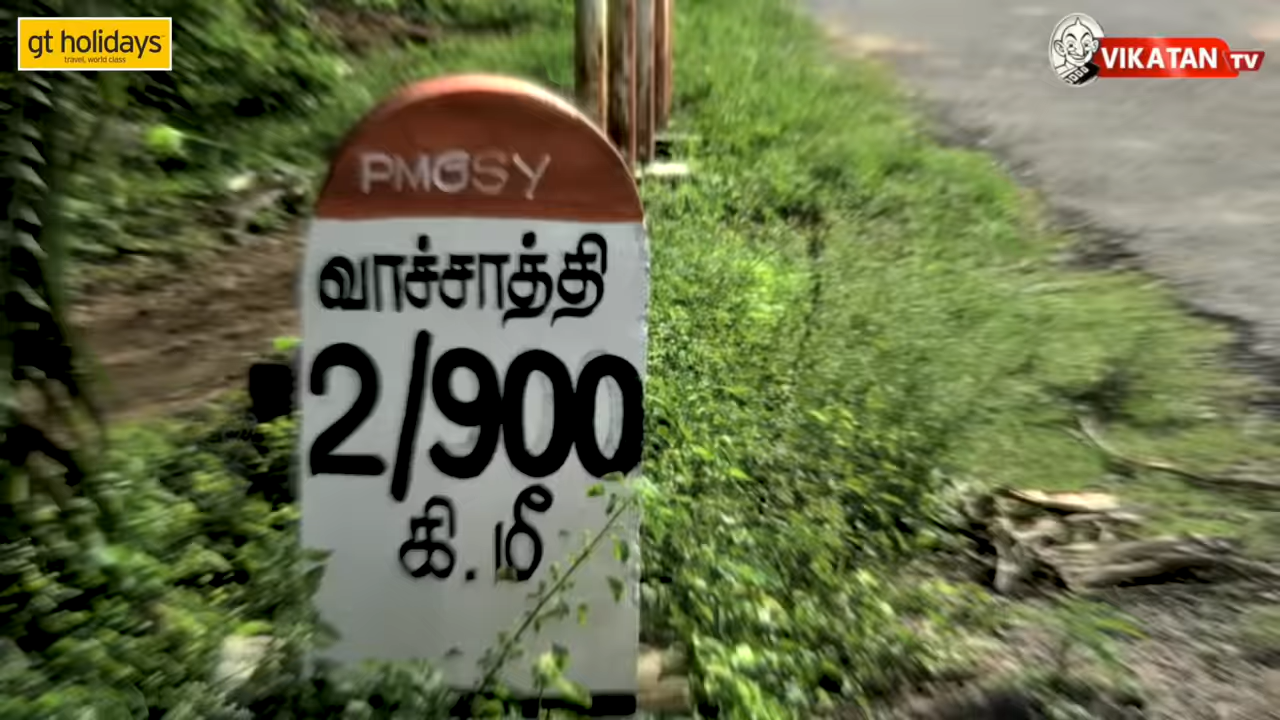 gt holidays
travel, world class
VIKATAN TV
PMGSY
வாச்சாத்தி
2/900
கி.மீ